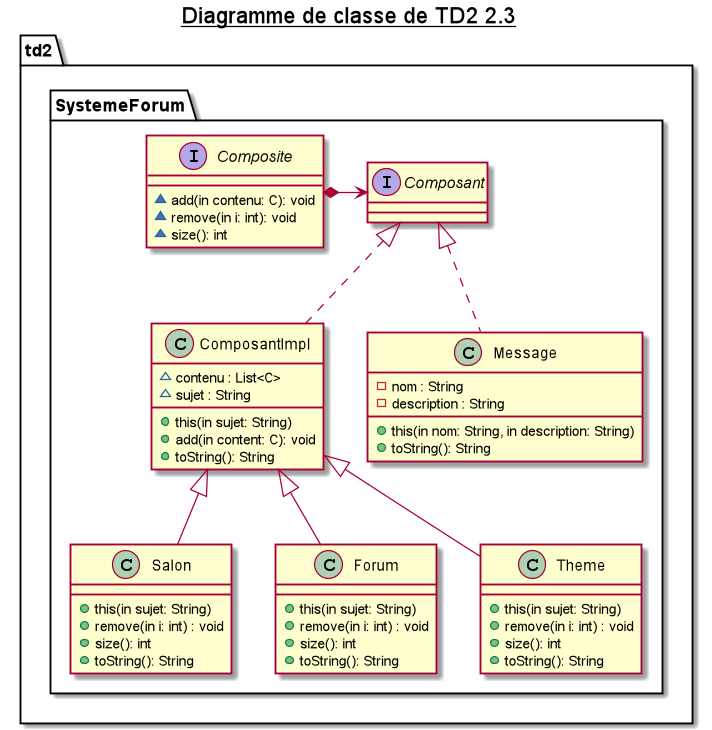 Diagramme de classe de TD2 2.3
td2
SystemeForum
I Composite
add(in contenu: C): void
remove(in i: int): void
size(): int
I Composant
C ComposantImpl
contenu : List<C>
sujet : String
this(in sujet: String)
add(in content: C): void
toString(): String
C Message
nom : String
description : String
this(in nom: String, in description: String)
toString(): String
C Salon
this(in sujet: String)
remove(in i: int) : void
size(): int
toString(): String
C Forum
this(in sujet: String)
remove(in i: int) : void
size(): int
toString(): String
C Theme
this(in sujet: String)
remove(in i: int) : void
size(): int
toString(): String